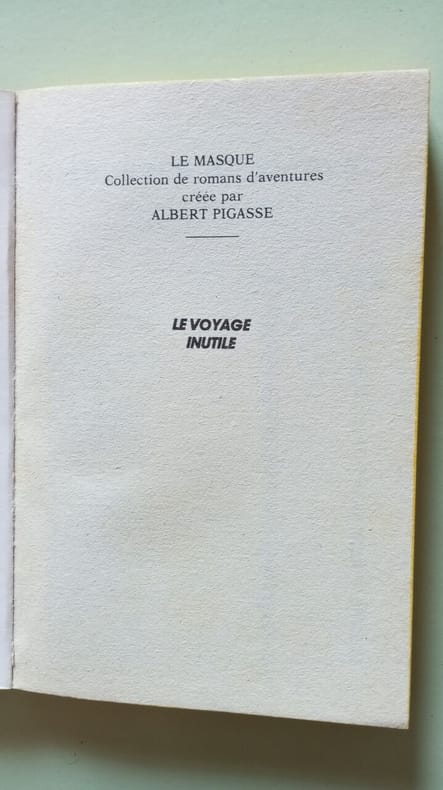 LE MASQUE
Collection de romans d'aventures
créée par
ALBERT PIGASSE
LE VOYAGE
INUTILE